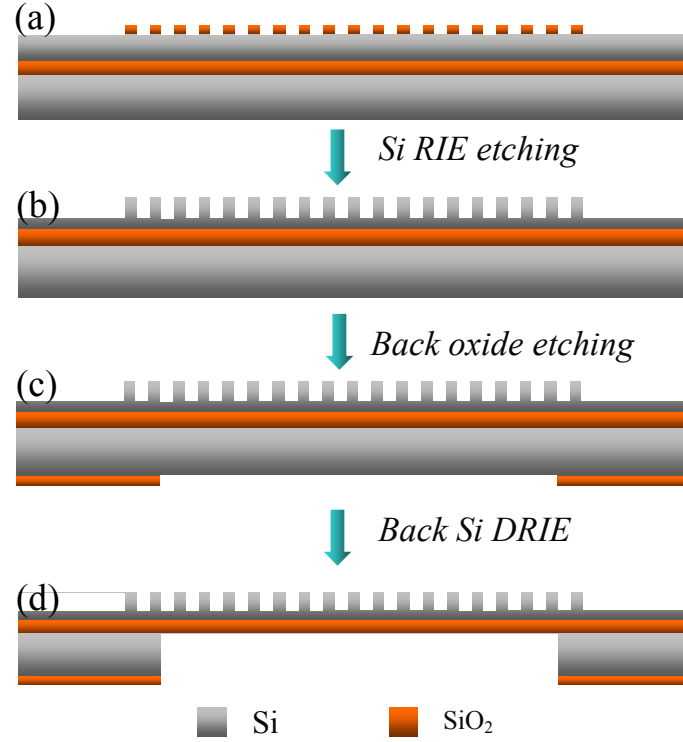 (a)
Si RIE etching
(b)
Back oxide etching
(c)
Back Si DRIE
(d)
Si
SiO₂